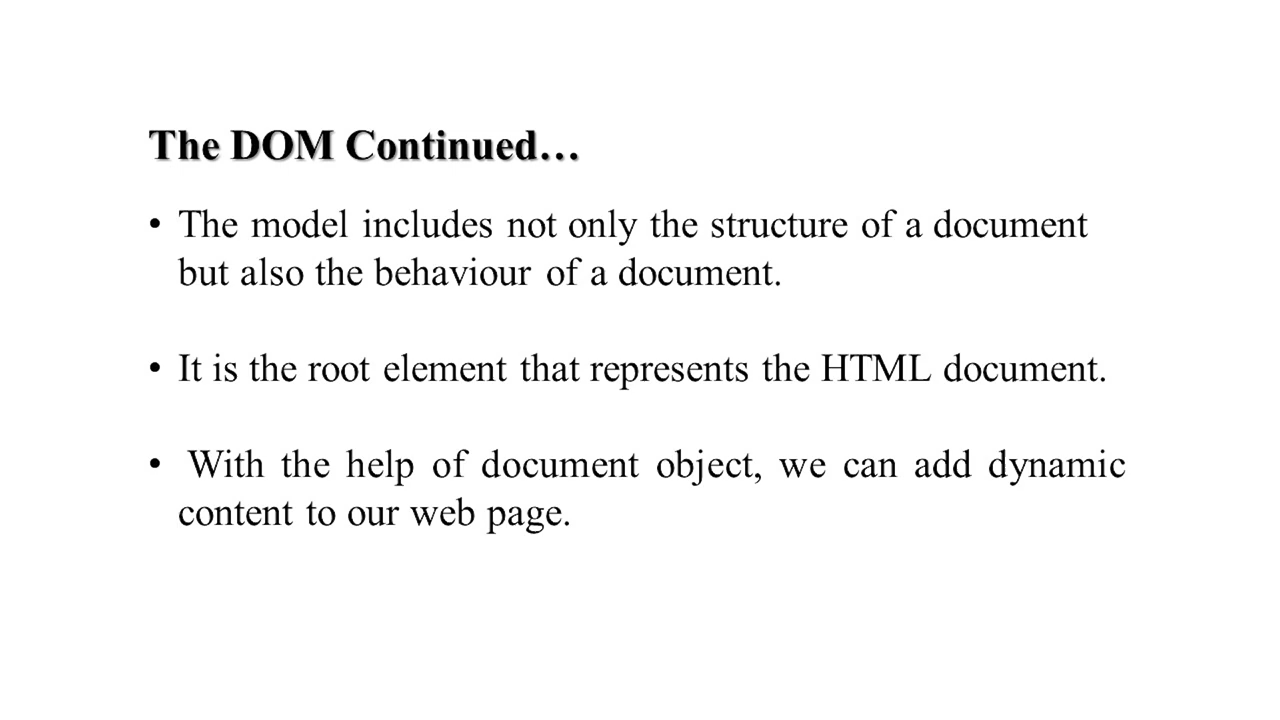 The DOM Continued…
• The model includes not only the structure of a document
but also the behaviour of a document.
• It is the root element that represents the HTML document.
• With the help of document object, we can add dynamic
content to our web page.